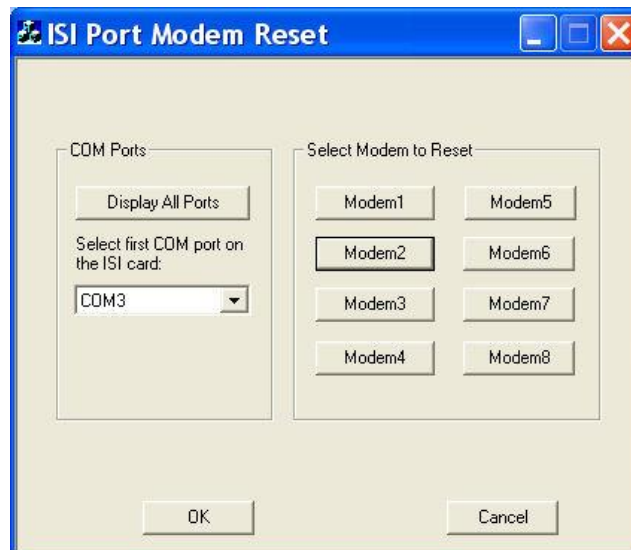 ISI Port Modem Reset
COM Ports
Display All Ports
Select first COM port on
the ISI card:
COM3
Select Modem to Reset
Modem1
Modem5
Modem2
Modem6
Modem3
Modem7
Modem4
Modem8
OK
Cancel